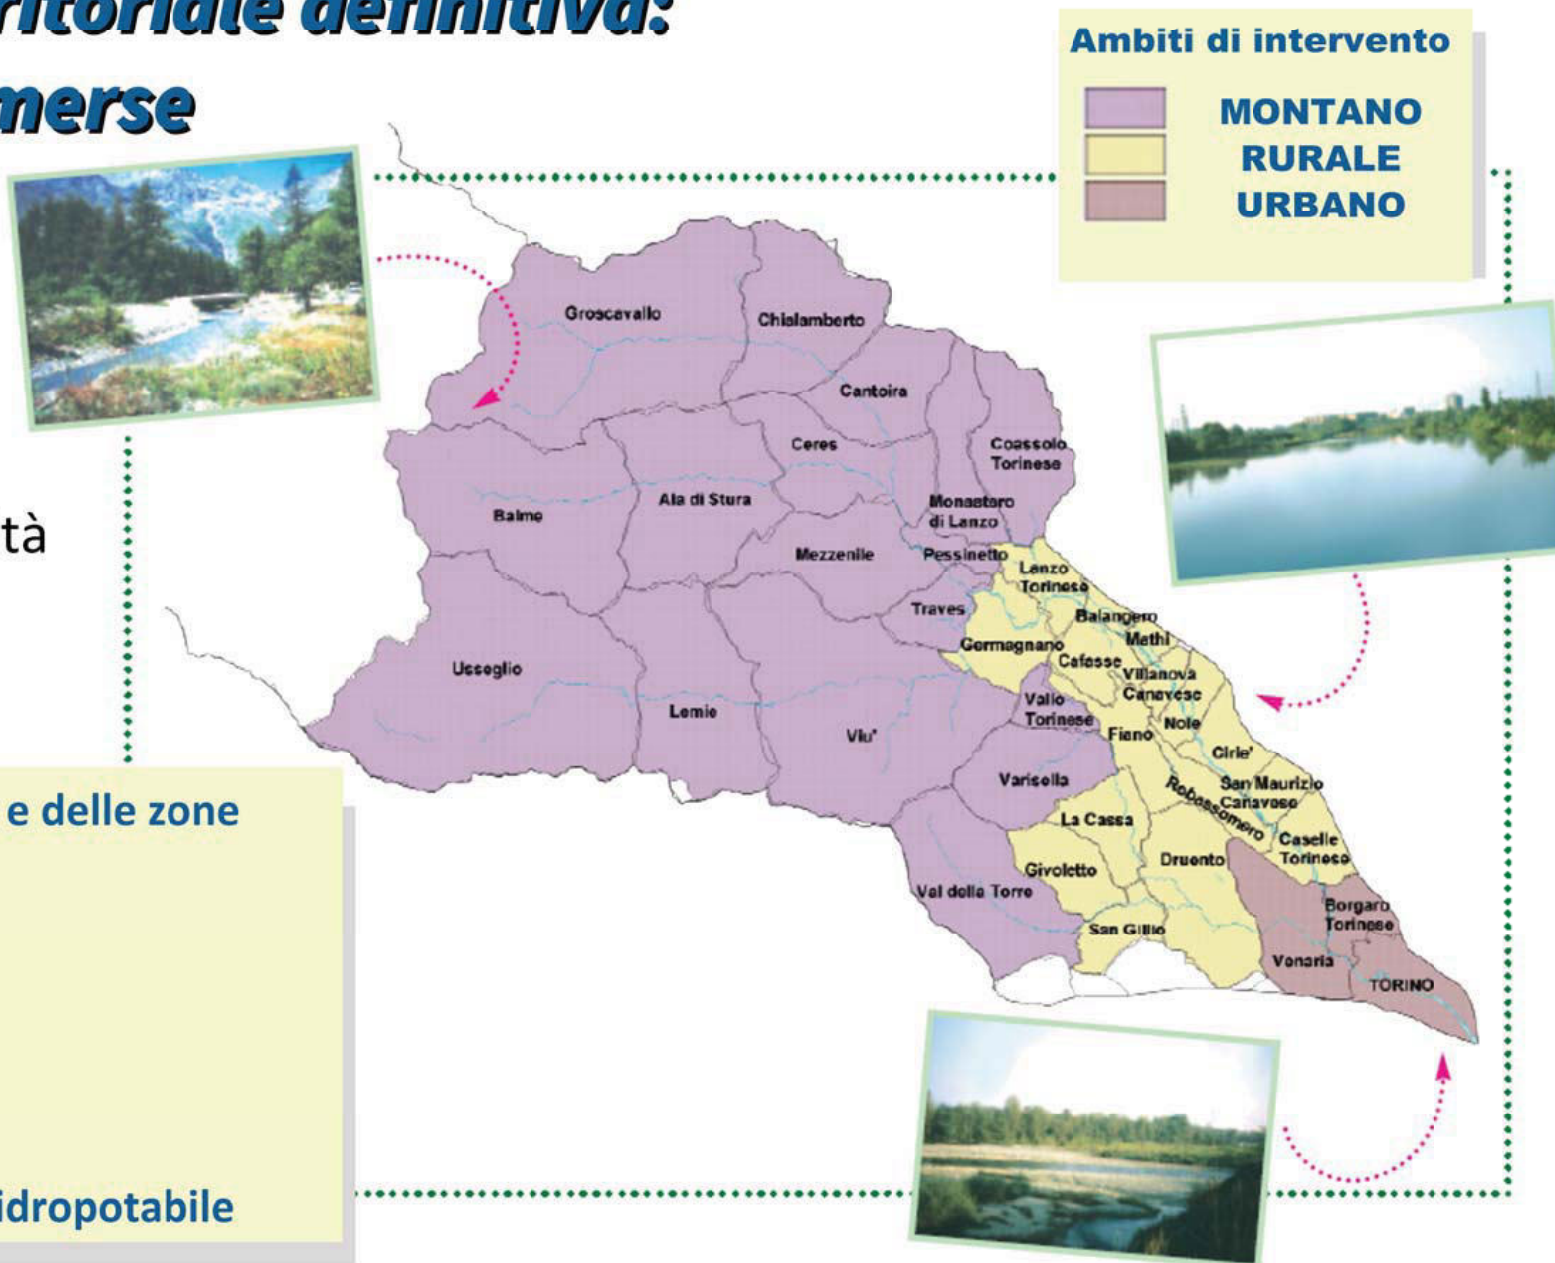 ritoriale definitiva:
merse
Ambiti di intervento
MONTANO
RURALE
URBANO
tà
e delle zone
idropotabile
Groscavallo
Chialamberto
Cantoira
Ceres
Coassolo
Torinese
Ala di Stura
Balme
Monastero
di Lanzo
Mezzenile
Pessinetto
Lanzo
Torinese
Traves
Balangero
Mathi
Germagnano
Cafasse
Usseglio
Villanova
Canavese
Lemie
Vallo
Torinese
Viu'
Fiano
Nole
Cirie'
Varisella
San Maurizio
Canavese
Robassomero
La Cassa
Caselle
Torinese
Givoletto
Druento
Val della Torre
Borgaro
Torinese
San Gillio
Venaria
TORINO